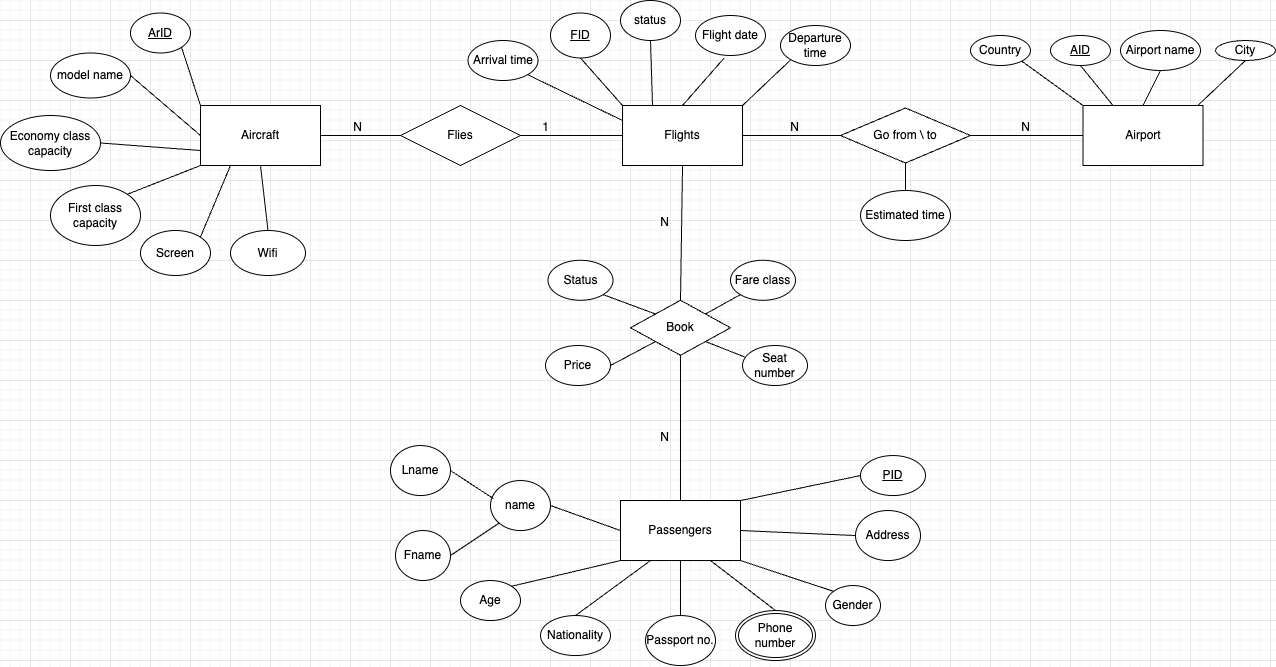 ArID
model name
Economy class
capacity
First class
capacity
Screen
Wifi
Aircraft
N
Flies
1
Arrival time
FID
status
Flight date
Departure
time
Flights
N
Go from \ to
N
Estimated time
Country
AID
Airport name
City
Airport
N
Status
Fare class
Book
Price
Seat
number
N
Lname
name
Fname
Passengers
PID
Address
Age
Nationality
Passport no.
Phone
number
Gender